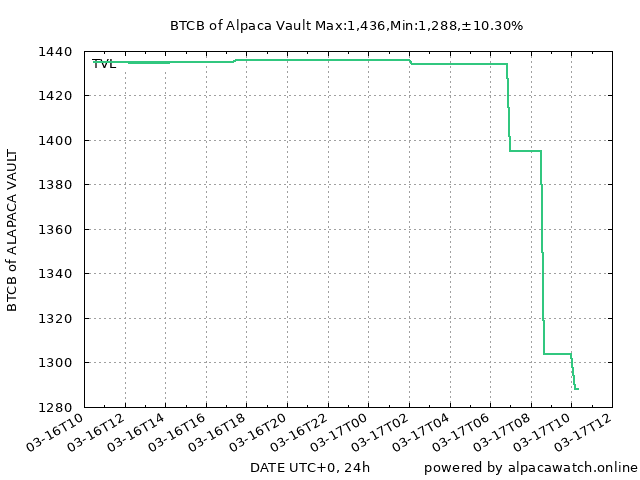 BTCB of Alpaca Vault Max:1,436,Min:1,288,±10.30%
BTCB of ALAPACA VAULT
1440
1420
1400
1380
1360
1340
1320
1300
1280
TVL
03-16T10
03-16T12
03-16T14
03-16T16
03-16T18
03-16T20
03-16T22
03-17T00
03-17T02
03-17T04
03-17T06
03-17T08
03-17T10
03-17T12
DATE UTC+0, 24h
powered by alpacawatch.online